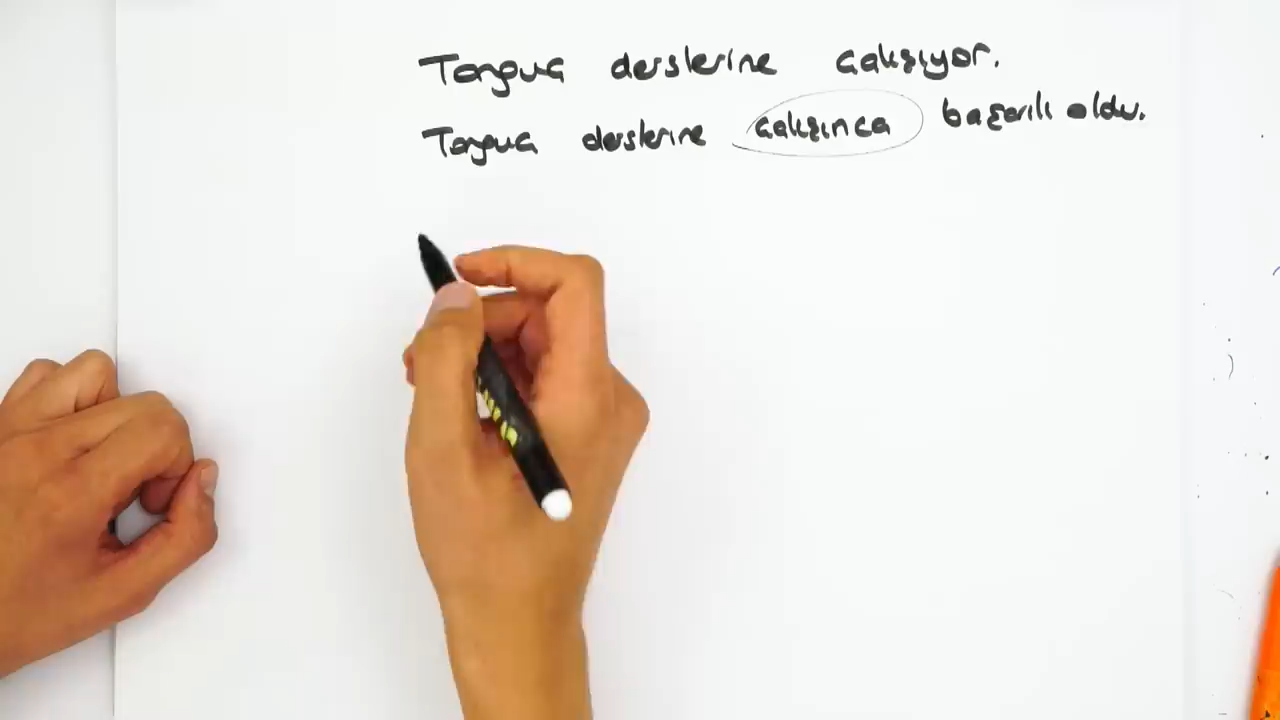 Tonguç derslerine çalışıyor.
Tonguç derslerine çalışınca başarılı oldu.